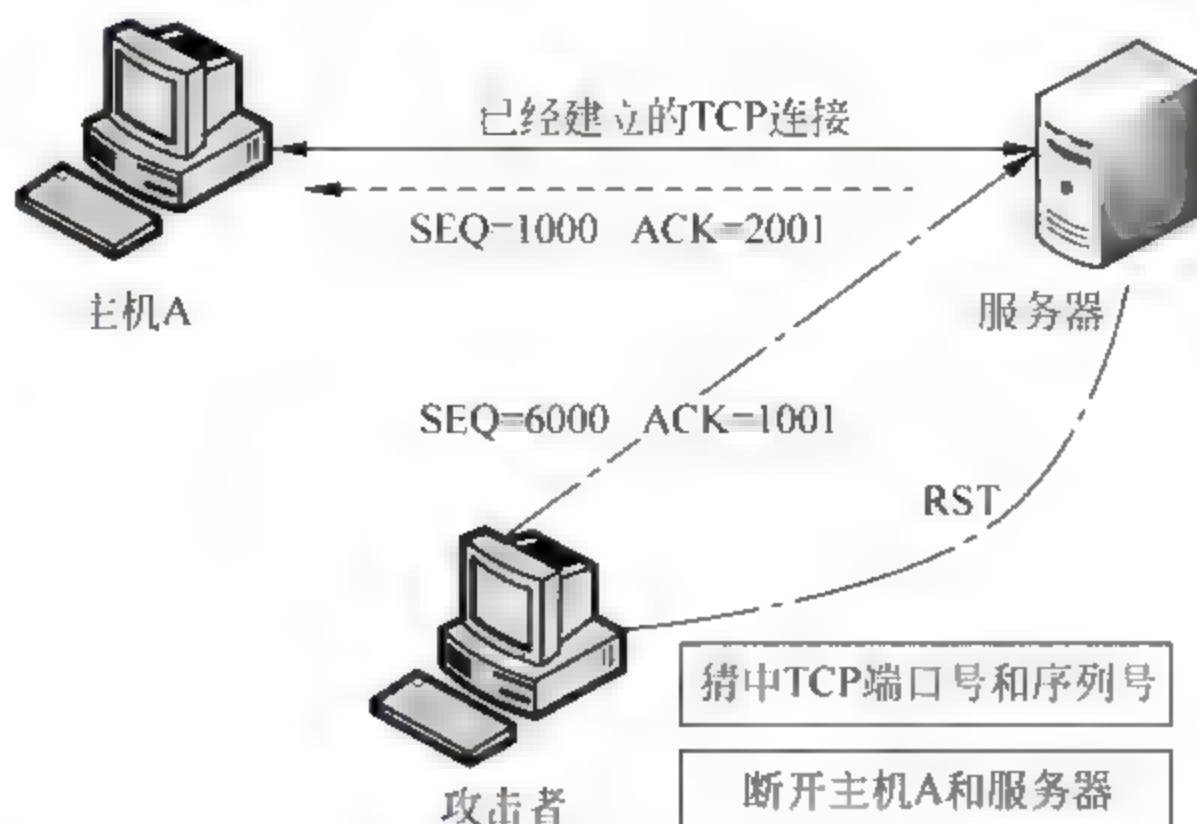 已经建立的TCP连接
SEQ=1000 ACK=2001
主机A
服务器
SEQ=6000 ACK=1001
RST
猜中TCP端口号和序列号
断开主机A和服务器
攻击者